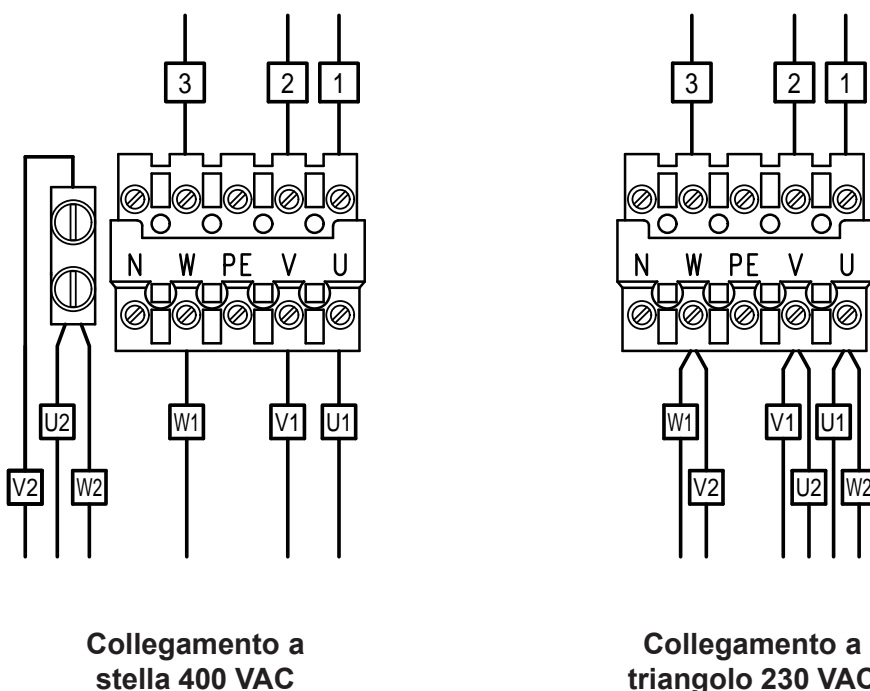 3 2 1
3 2 1
N W PE V U
N W PE V U
U2 W1 V1 U1
W1 V1 U1
V2 W2
V2 U2 W2
Collegamento a
stella 400 VAC
Collegamento a
triangolo 230 VAC